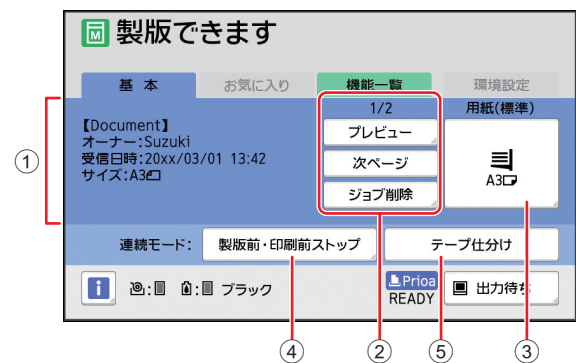 製版できます
基本 お気に入り 機能一覧 環境設定
1/2 用紙(標準)
【Document】
オーナー:Suzuki
受信日時:20xx/03/01 13:42
サイズ:A3
プレビュー
次ページ
ジョブ削除
A3
①
連続モード: 製版前・印刷前ストップ テープ仕分け
ブラック Prioa READY 出力待ち
④ ② ⑤ ③